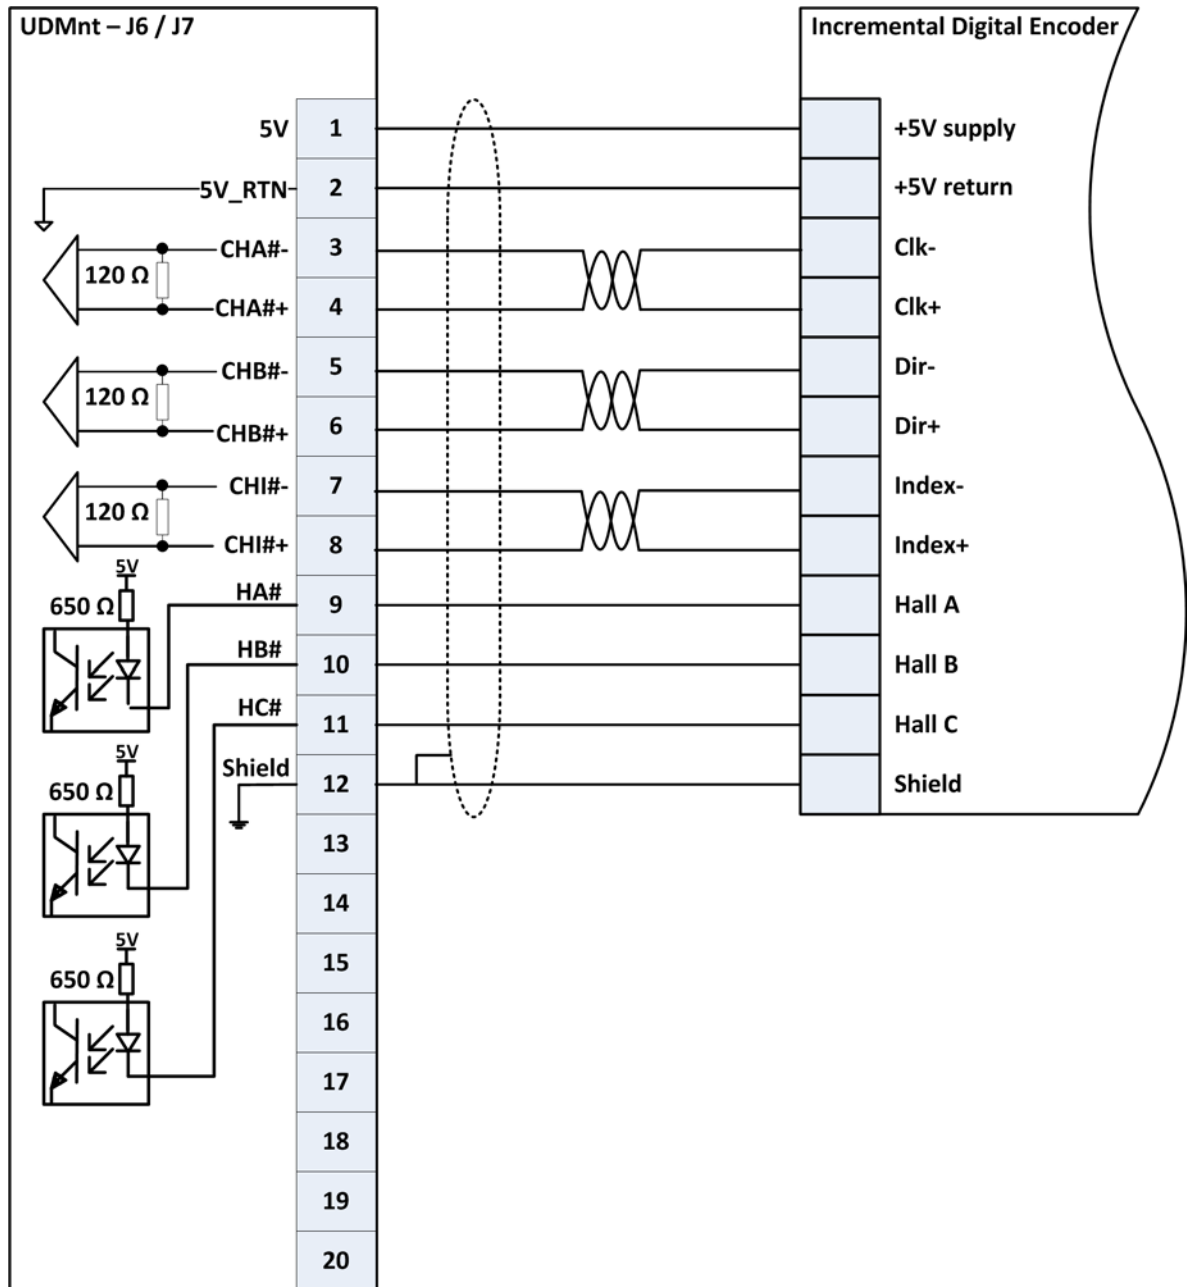 UDMnt – J6 / J7
Incremental Digital Encoder
5V 1 +5V supply
5V_RTN 2 +5V return
CHA#- 3 Clk-
120 Ω
CHA#+ 4 Clk+
CHB#- 5 Dir-
120 Ω
CHB#+ 6 Dir+
CHI#- 7 Index-
120 Ω
CHI#+ 8 Index+
5V
HA# 9 Hall A
650 Ω
HB# 10 Hall B
HC# 11 Hall C
5V
Shield 12 Shield
650 Ω
13
14
5V
15
650 Ω
16
17
18
19
20